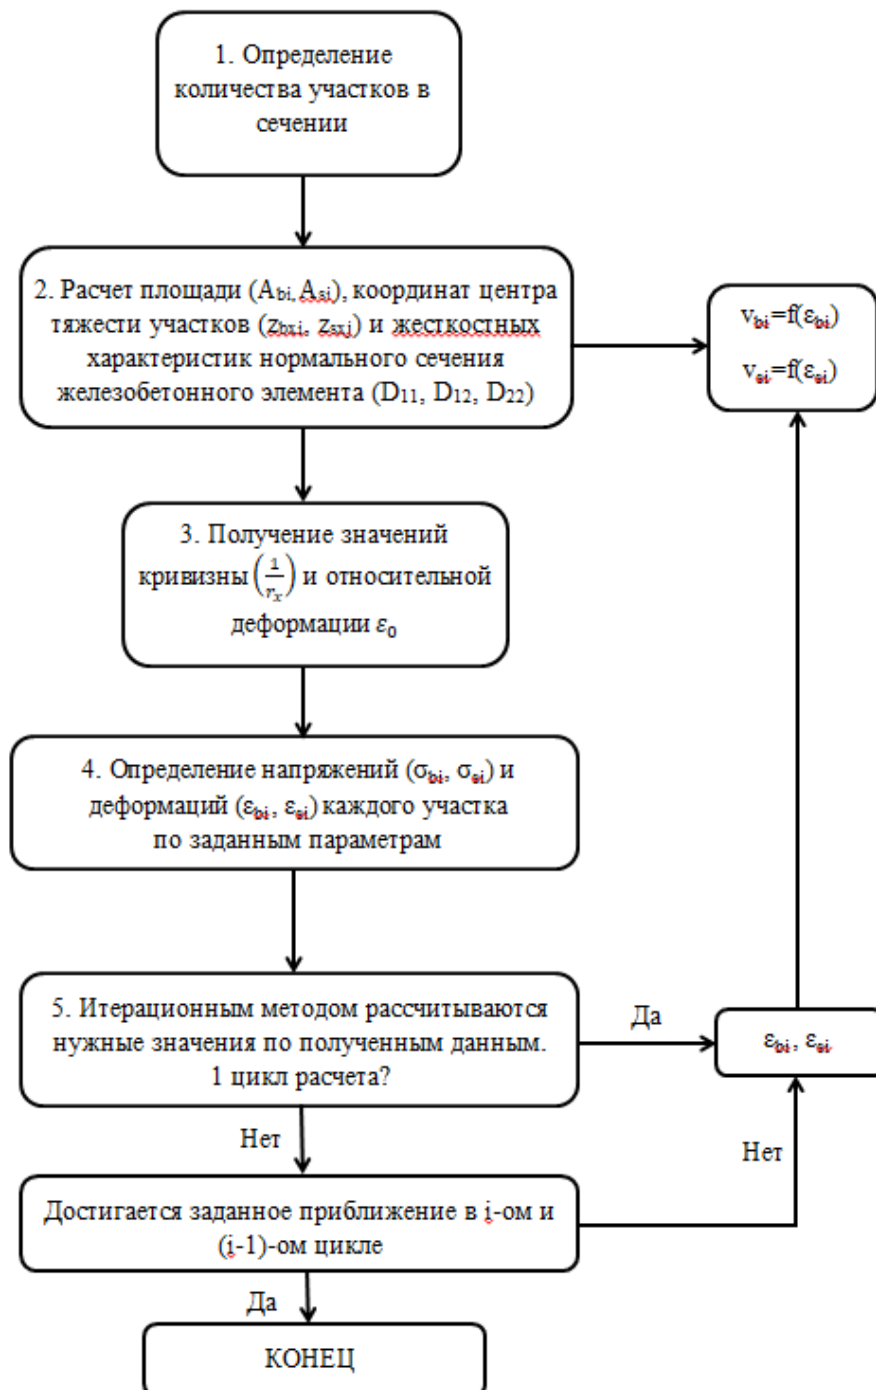 1. Определение
количества участков в
сечении
2. Расчет площади (Abi, Asi), координат центра
тяжести участков (zbxi, zsxj) и жесткостных
характеристик нормального сечения
железобетонного элемента (D11, D12, D22)
vbi=f(εbi)
vsi=f(εsi)
3. Получение значений
кривизны (1/rx) и относительной
деформации ε0
4. Определение напряжений (σbi, σsi) и
деформаций (εbi, εsi) каждого участка
по заданным параметрам
5. Итерационным методом рассчитываются
нужные значения по полученным данным.
1 цикл расчета?
Да
εbi, εsi
Нет
Нет
Достигается заданное приближение в i-ом и
(i-1)-ом цикле
Да
КОНЕЦ